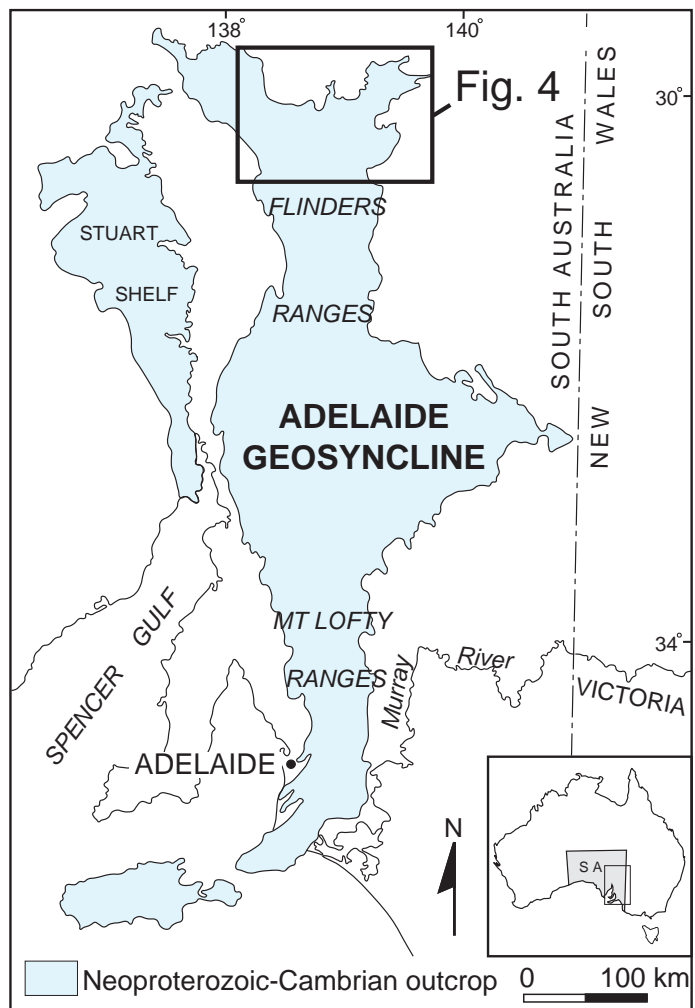 138°
140°
30°
Fig. 4
SOUTH AUSTRALIA
NEW SOUTH WALES
FLINDERS
STUART
SHELF
RANGES
ADELAIDE
GEOSYNCLINE
SPENCER GULF
MT LOFTY
34°
River
Murray
RANGES
VICTORIA
ADELAIDE
N
S A
Neoproterozoic-Cambrian outcrop
0 100 km